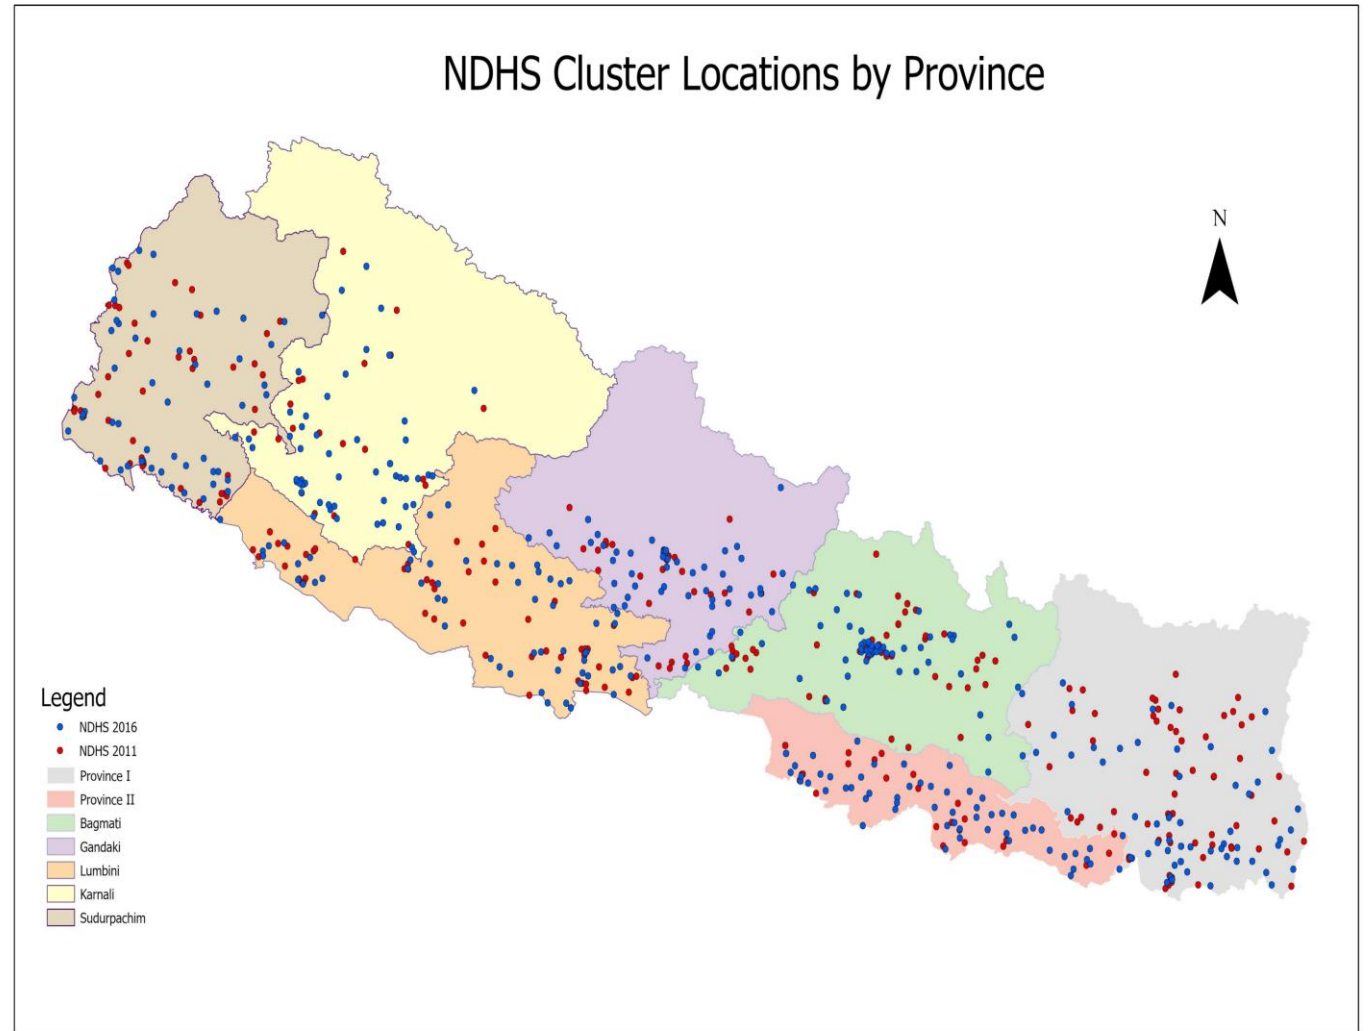 NDHS Cluster Locations by Province
N
Legend
NDHS 2016
NDHS 2011
Province I
Province II
Bagmati
Gandaki
Lumbini
Karnali
Sudurpachim